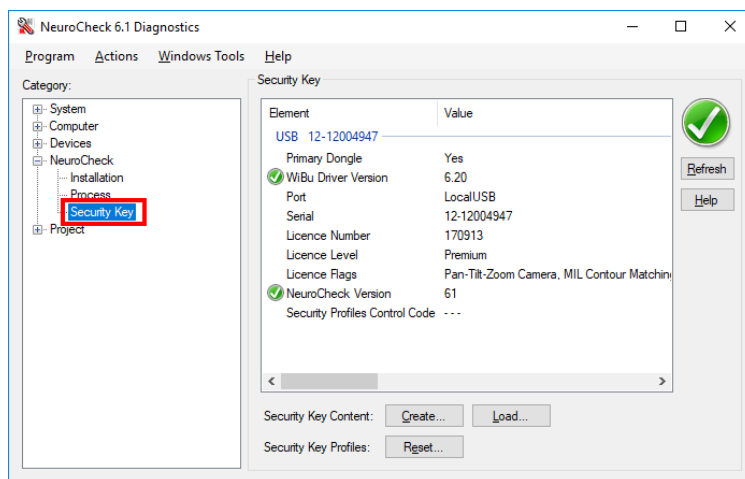 NeuroCheck 6.1 Diagnostics
Program Actions Windows Tools Help
Category:
System
Computer
Devices
NeuroCheck
Installation
Process
Security Key
Project
Security Key
Element Value
USB 12-12004947
Primary Dongle Yes
WiBu Driver Version 6.20
Port LocalUSB
Serial 12-12004947
Licence Number 170913
Licence Level Premium
Licence Flags Pan-Tilt-Zoom Camera, MIL Contour Matching
NeuroCheck Version 61
Security Profiles Control Code - - -
Refresh
Help
Security Key Content: Create... Load...
Security Key Profiles: Reset...